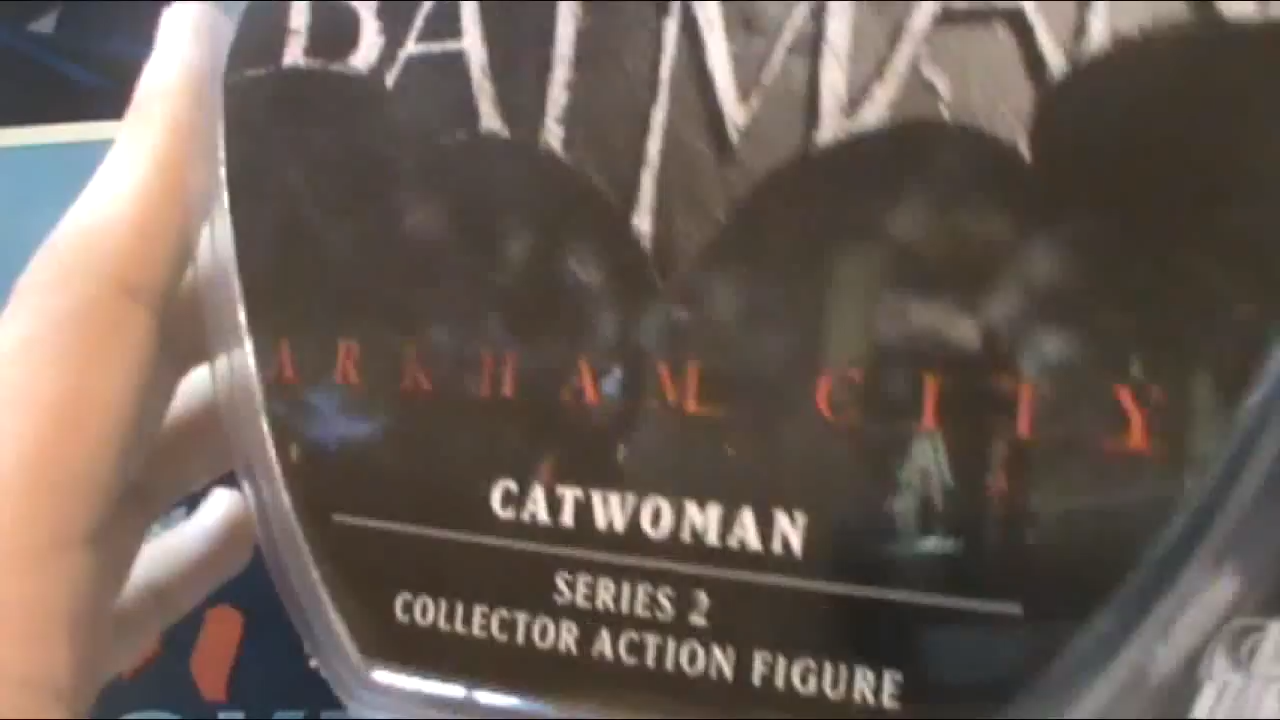 BATMAN
ARKHAM CITY
CATWOMAN
SERIES 2
COLLECTOR ACTION FIGURE